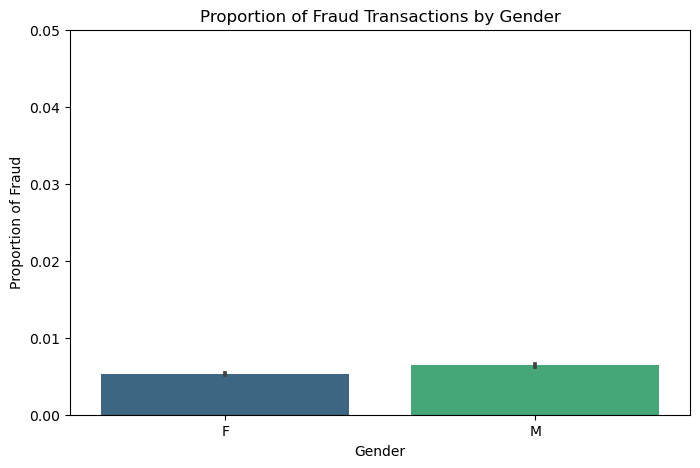 Proportion of Fraud Transactions by Gender
0.05
0.04
0.03
0.02
0.01
0.00
Proportion of Fraud
F
M
Gender